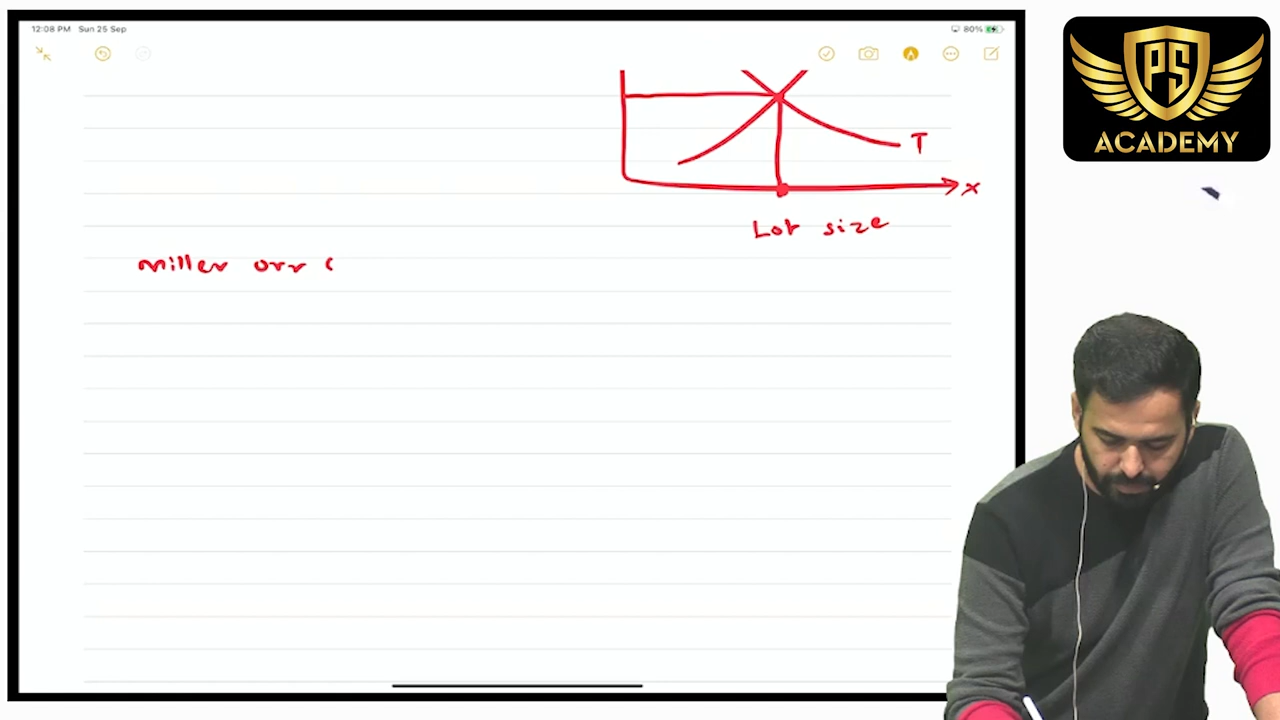 12:08 PM Sun 25 Sep
80%
PS
ACADEMY
T
x
Lot size
miller orr (